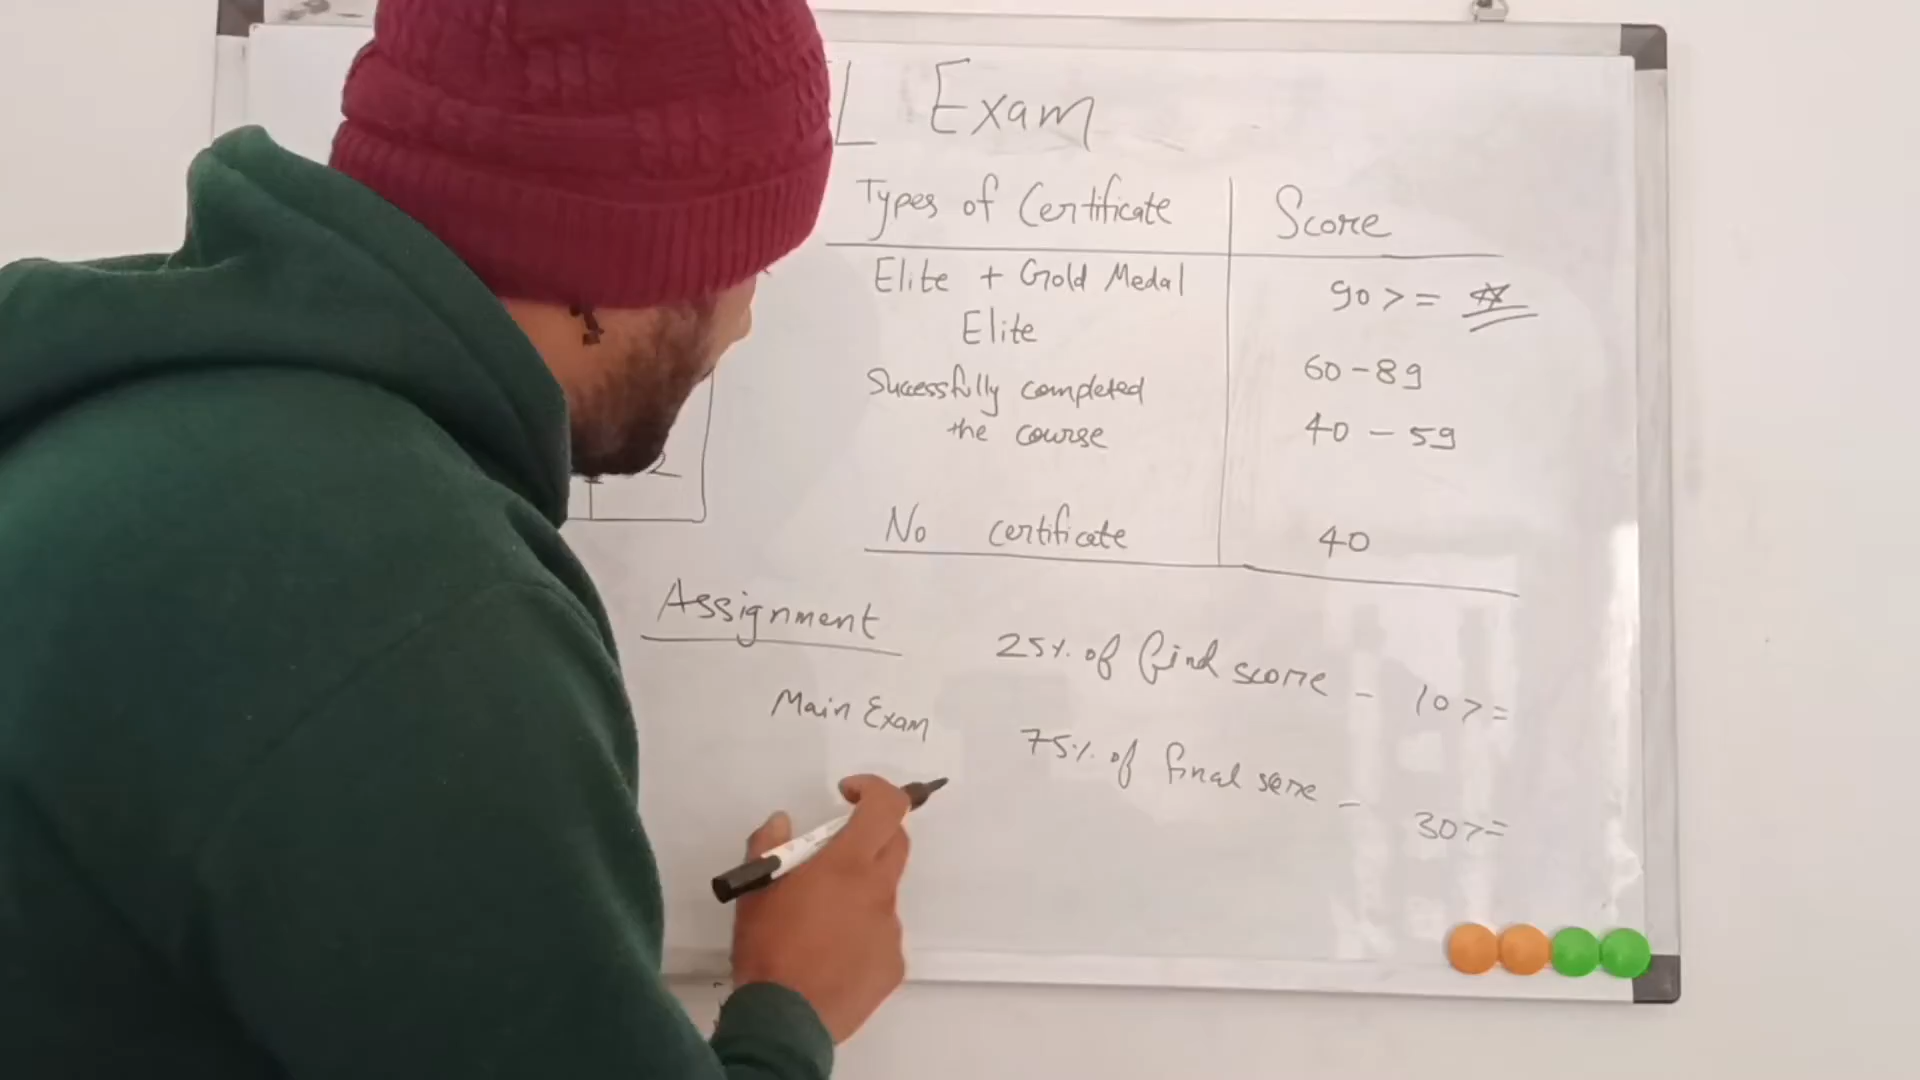 L Exam
Types of Certificate Score
Elite + Gold Medal 90 > =
Elite 60 - 89
Successfully completed 40 - 59
the course
No certificate 40
Assignment 25% of final score - 10 > =
Main Exam 75% of final score - 30 > =
2